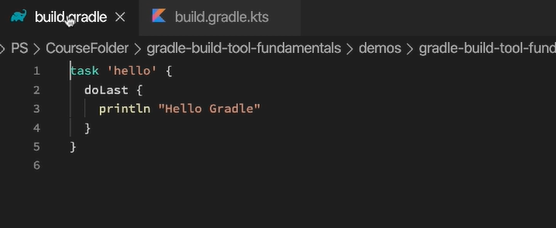 build.gradle × build.gradle.kts
> PS > CourseFolder > gradle-build-tool-fundamentals > demos > gradle-build-tool-fund
1 task 'hello' {
2 doLast {
3 println "Hello Gradle"
4 }
5 }
6